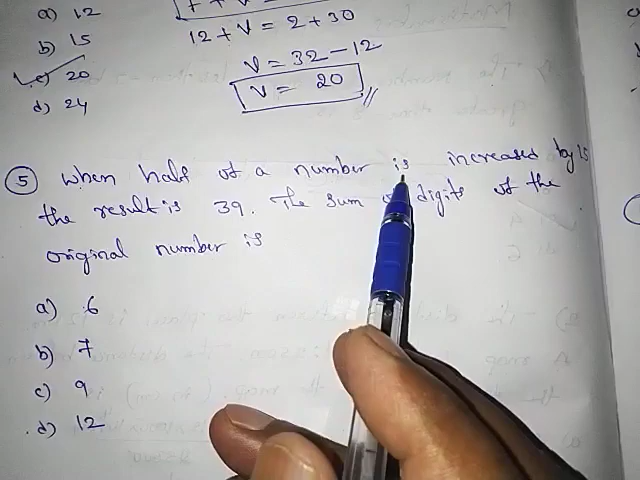 a) 12
F + V =
12 + V = 2 + 30
b) 15
V = 32 - 12
c) 20
V = 20 //
d) 24
5 When half of a number is increased by 15
the result is 39. The sum of digits of the
original number is
a) 6
b) 7
c) 9
d) 12